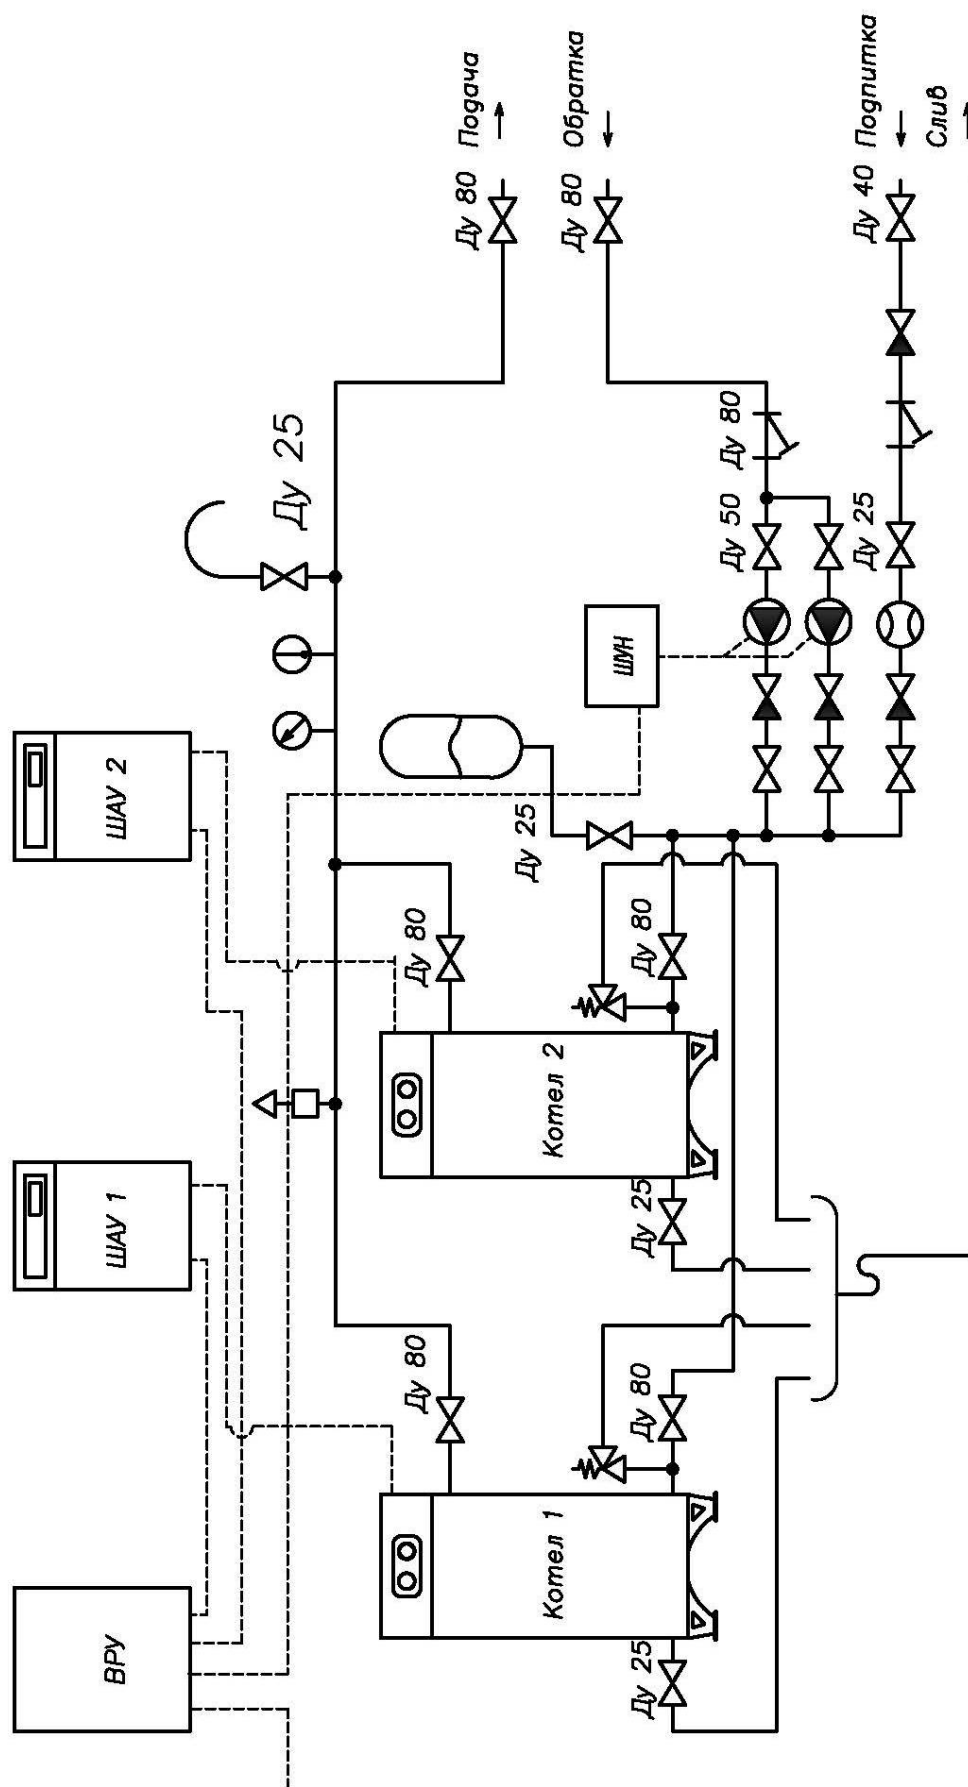 Подача
Ду 80
Обратка
Ду 80
Подпитка
Ду 40
Слив
Ду 25
Ду 80
Ду 50
Ду 25
ШУН
ШАУ 2
Ду 25
Ду 80
Ду 80
Котел 2
ШАУ 1
Ду 25
Ду 80
Ду 80
Котел 1
ВРУ
Ду 25